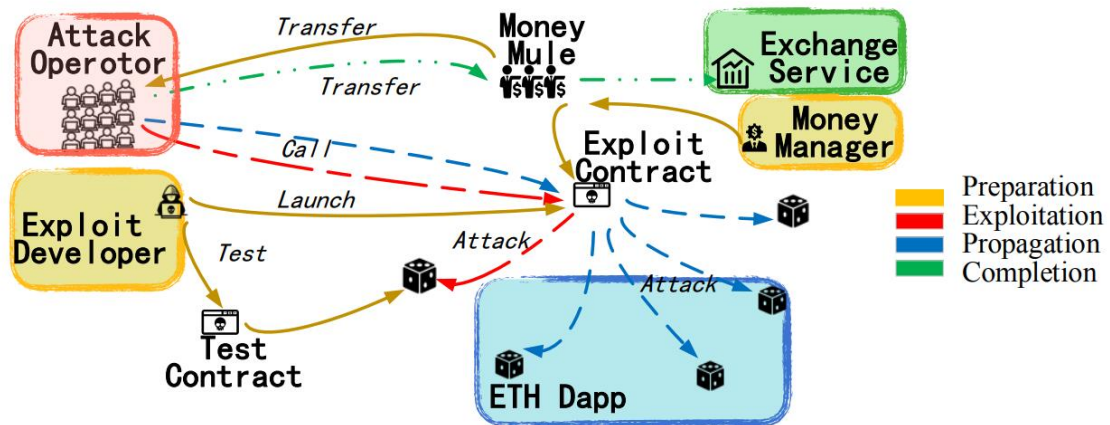 Attack
Operotor
Transfer
Transfer
Money
Mule
Exchange
Service
Money
Manager
Call
Exploit
Contract
Launch
Exploit
Developer
Test
Attack
Test
Contract
Attack
ETH Dapp
Preparation
Exploitation
Propagation
Completion